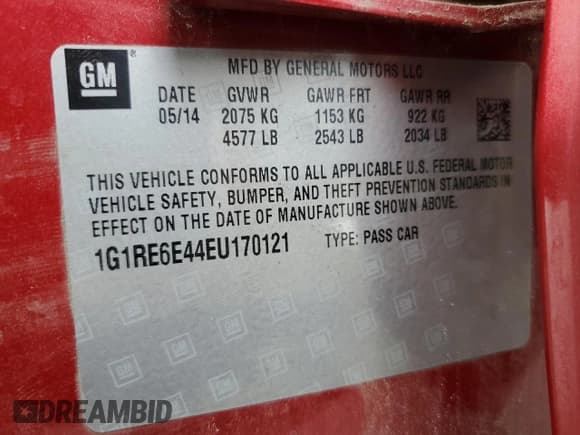 GM
®
MFD BY GENERAL MOTORS LLC
DATE GVWR GAWR FRT GAWR RR
05/14 2075 KG 1153 KG 922 KG
4577 LB 2543 LB 2034 LB
THIS VEHICLE CONFORMS TO ALL APPLICABLE U.S. FEDERAL MOTOR
VEHICLE SAFETY, BUMPER, AND THEFT PREVENTION STANDARDS IN
EFFECT ON THE DATE OF MANUFACTURE SHOWN ABOVE.
1G1RE6E44EU170121 TYPE: PASS CAR
DREAMBID